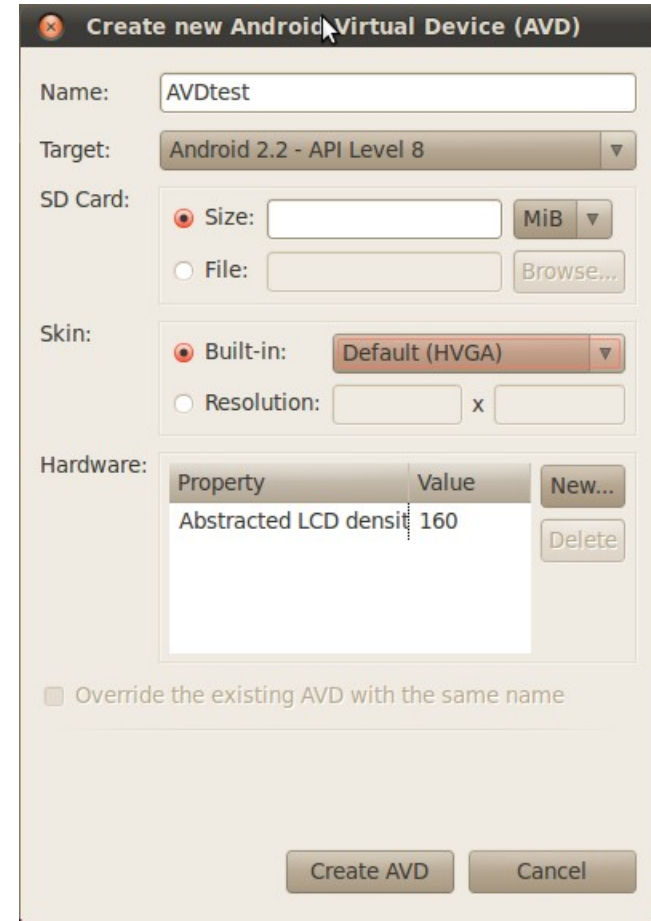 Create new Android Virtual Device (AVD)
Name: AVDtest
Target: Android 2.2 - API Level 8
SD Card:
Size: MiB
File: Browse...
Skin:
Built-in: Default (HVGA)
Resolution: x
Hardware:
Property Value New...
Abstracted LCD densit 160
Delete
Override the existing AVD with the same name
Create AVD Cancel